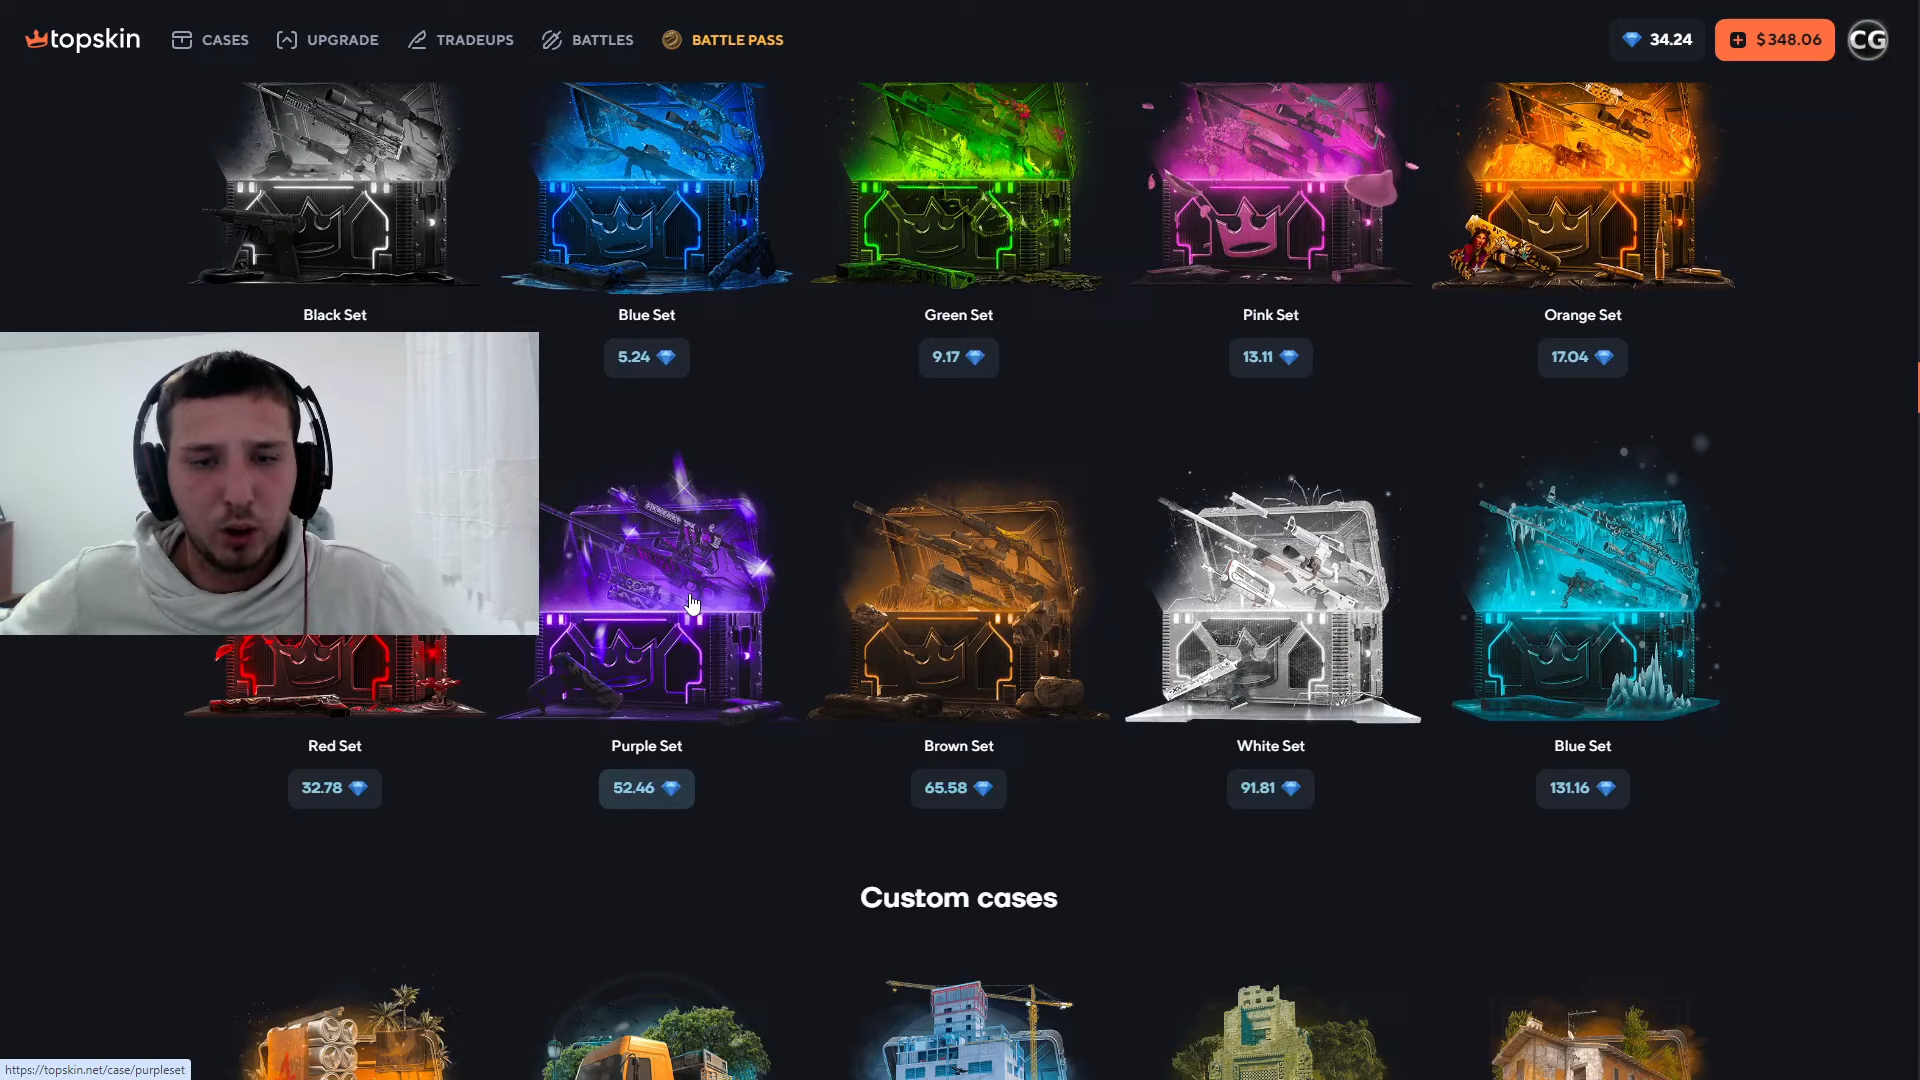 topskin
CASES
UPGRADE
TRADEUPS
BATTLES
BATTLE PASS
34.24
$ 348.06
CG
Black Set
Blue Set
Green Set
Pink Set
Orange Set
5.24
9.17
13.11
17.04
Red Set
Purple Set
Brown Set
White Set
Blue Set
32.78
52.46
65.58
91.81
131.16
Custom cases
https://topskin.net/case/purpleset